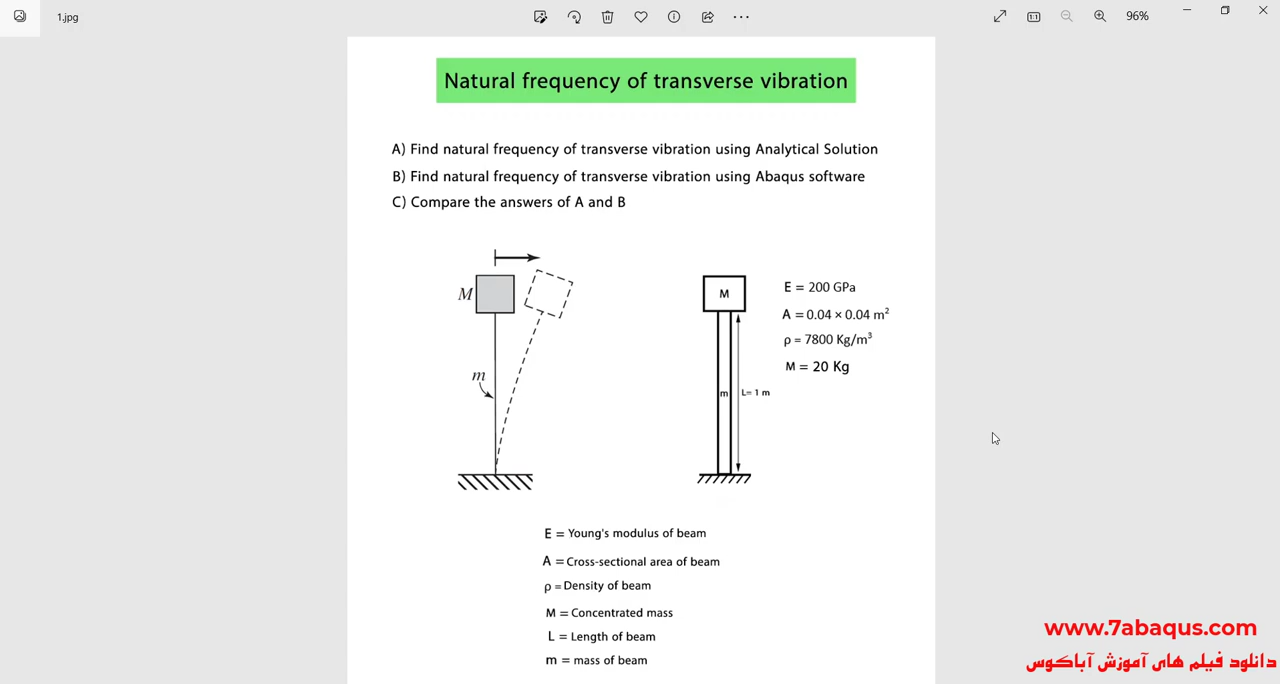 1.jpg
96%
Natural frequency of transverse vibration
A) Find natural frequency of transverse vibration using Analytical Solution
B) Find natural frequency of transverse vibration using Abaqus software
C) Compare the answers of A and B
M
m
M
m
L= 1 m
E = 200 GPa
A = 0.04 × 0.04 m²
ρ = 7800 Kg/m³
M = 20 Kg
E = Young's modulus of beam
A = Cross-sectional area of beam
ρ = Density of beam
M = Concentrated mass
L = Length of beam
m = mass of beam
www.7abaqus.com
دانلود فیلم های آموزش آباکوس